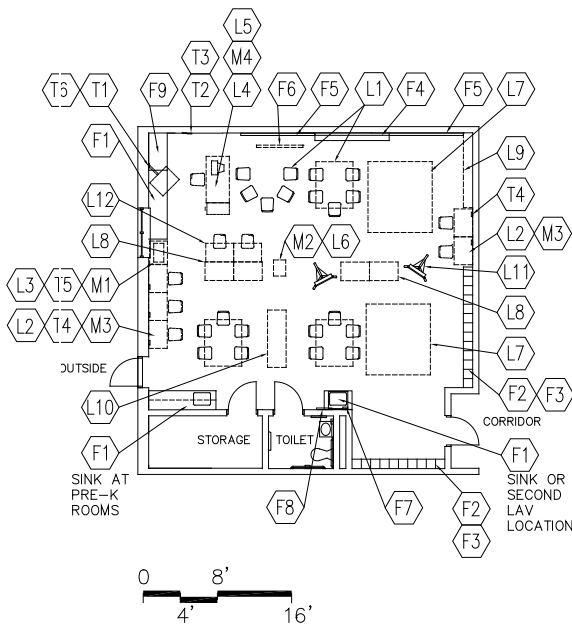 L5
T3 M4
T6 T1 F9 T2 L4 F6 F5 L1 F4 F5 L7
F1
L9
L12
T4
L8
M2 L6
L2 M3
L3 T5 M1
L11
L2 T4 M3
L8
L7
OUTSIDE
L10
F2 F3
CORRIDOR
F1
STORAGE
TOILET
F1
SINK AT
PRE-K
ROOMS
F8
F7
F2
F3
SINK OR
SECOND
LAV
LOCATION
0 8'
4' 16'